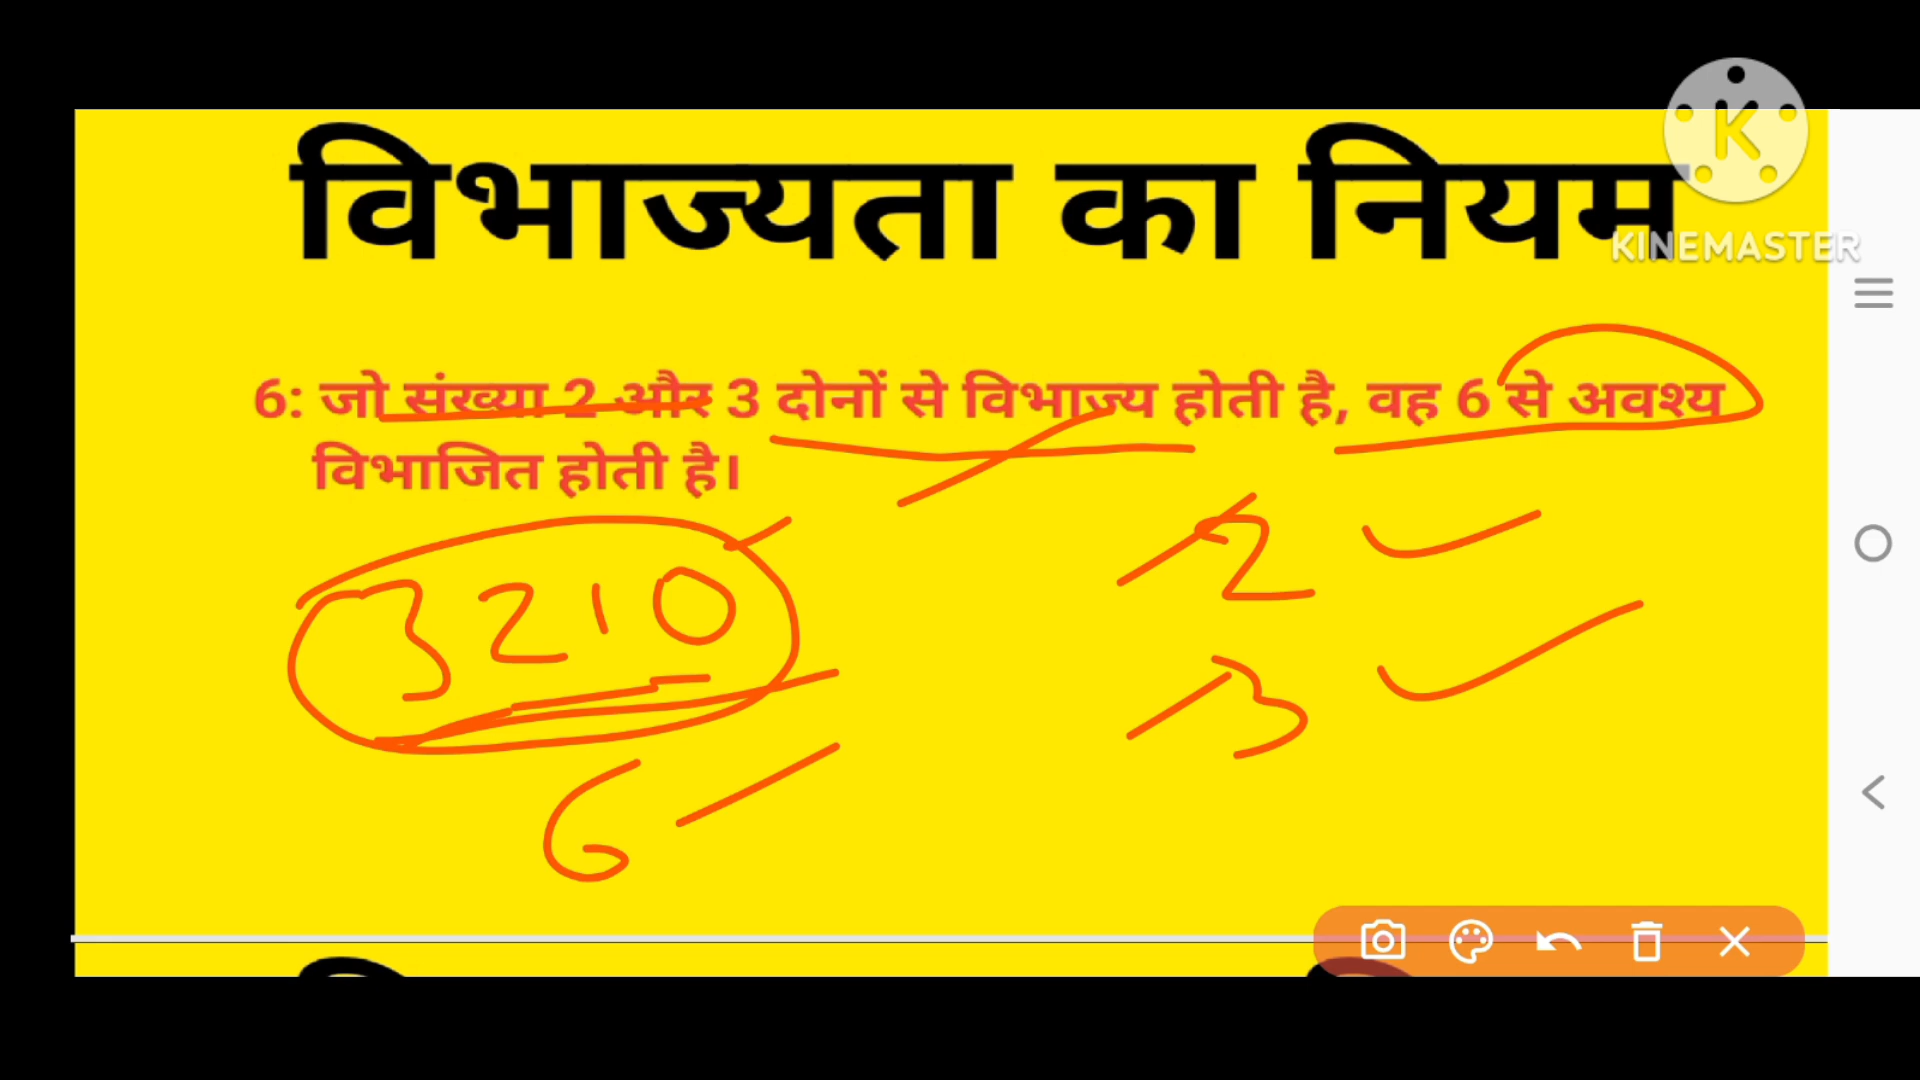 विभाज्यता का नियम
KINEMASTER
6: जो संख्या 2 और 3 दोनों से विभाज्य होती है, वह 6 से अवश्य
विभाजित होती है।
3210
2
3
6